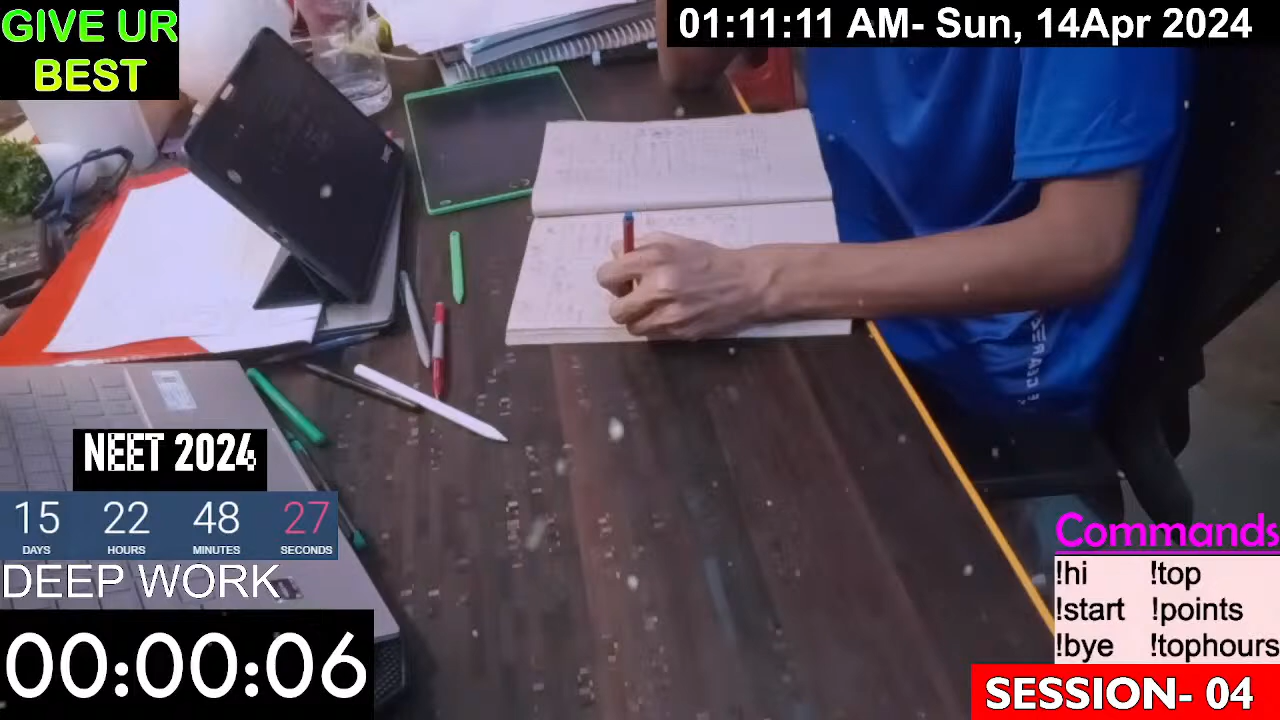 GIVE UR
BEST
01:11:11 AM- Sun, 14Apr 2024
NEET 2024
15 22 48 27
DAYS HOURS MINUTES SECONDS
DEEP WORK
00:00:06
Commands
!hi !top
!start !points
!bye !tophours
SESSION- 04